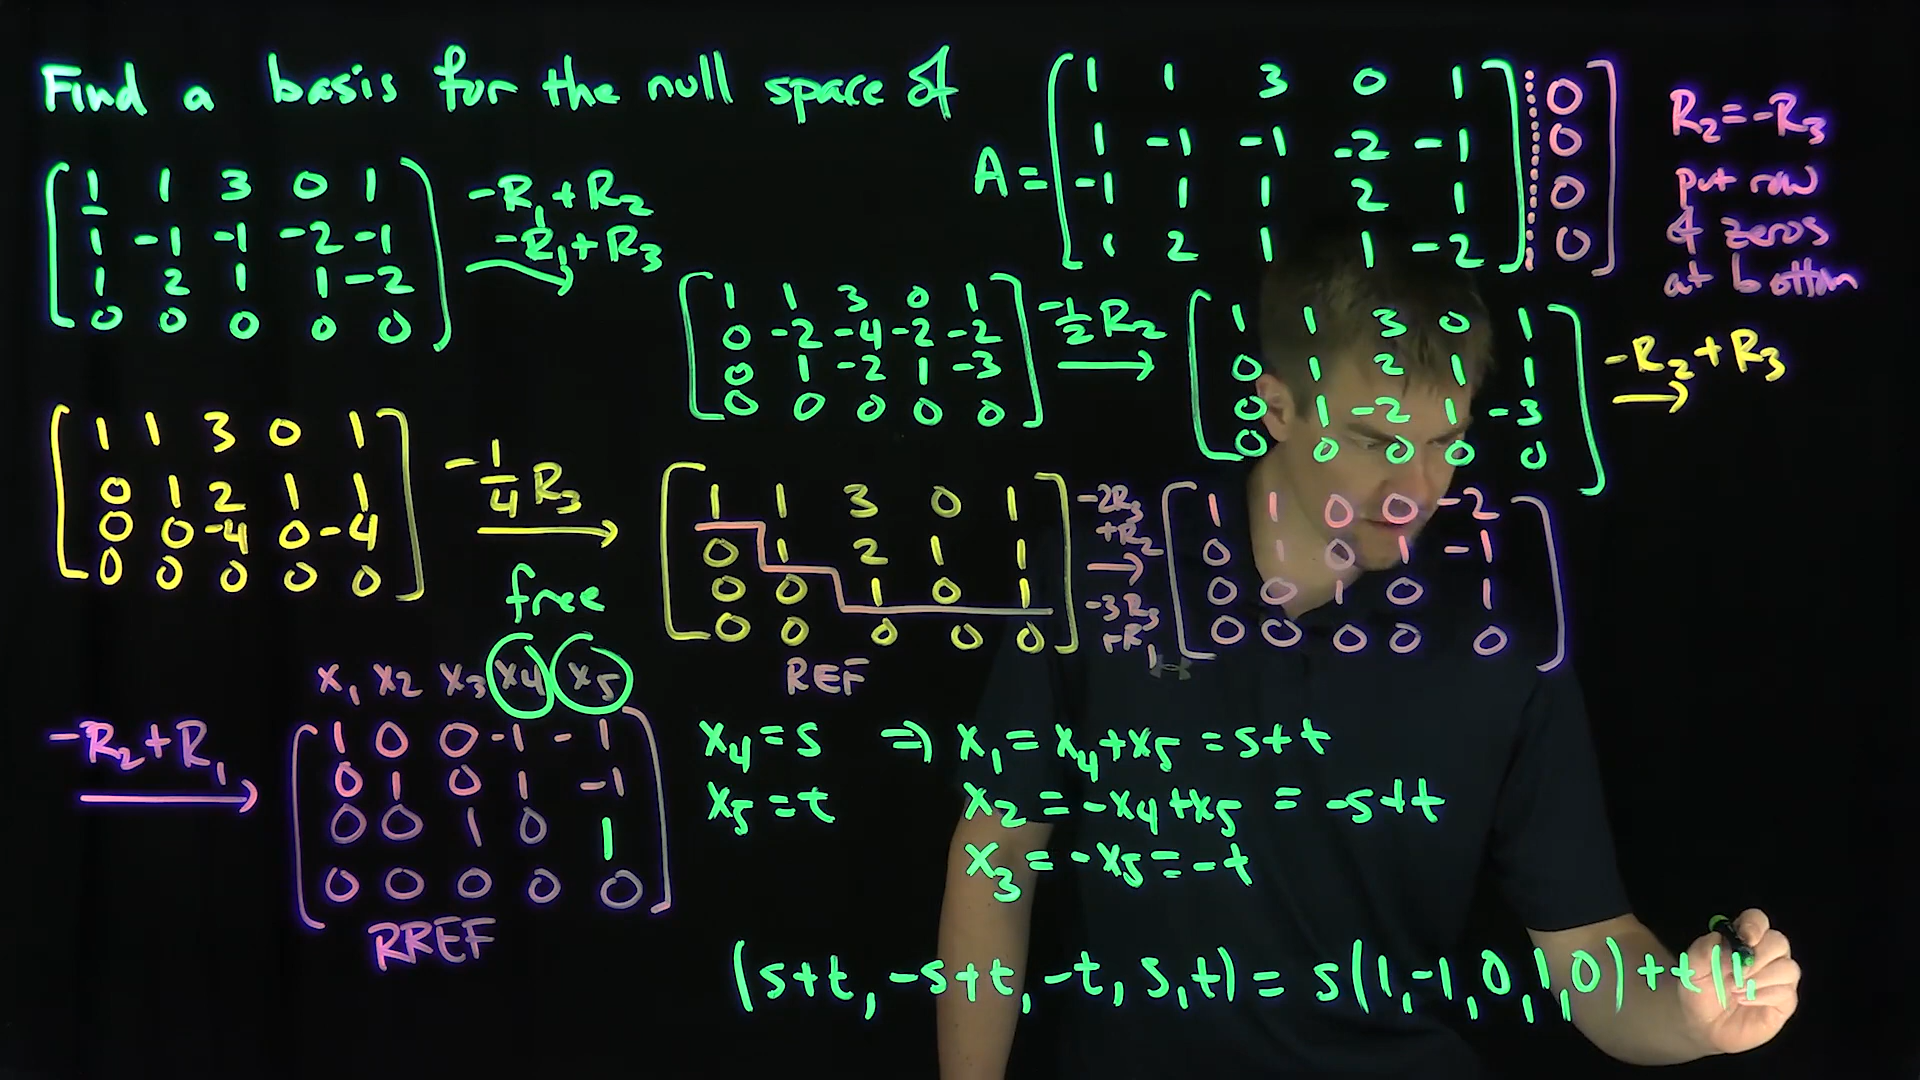 Find a basis for the null space of
A = [ 1 1 3 0 1 ⋮ 0 ]
[ 1 -1 -1 -2 -1 ⋮ 0 ]
[ -1 1 1 2 1 ⋮ 0 ]
[ 1 2 1 1 -2 ⋮ 0 ]
R₂=-R₃
put row
of zeros
at bottom
[ 1 1 3 0 1 ]
[ 1 -1 -1 -2 -1 ]
[ 1 2 1 1 -2 ]
[ 0 0 0 0 0 ]
-R₁+R₂
-R₁+R₃
→
[ 1 1 3 0 1 ]
[ 0 -2 -4 -2 -2 ]
[ 0 1 -2 1 -3 ]
[ 0 0 0 0 0 ]
-1/2 R₂
→
[ 1 1 3 0 1 ]
[ 0 1 2 1 1 ]
[ 0 1 -2 1 -3 ]
[ 0 0 0 0 0 ]
-R₂+R₃
→
[ 1 1 3 0 1 ]
[ 0 1 2 1 1 ]
[ 0 0 -4 0 -4 ]
[ 0 0 0 0 0 ]
-1/4 R₃
→
[ 1 1 3 0 1 ]
[ 0 1 2 1 1 ]
[ 0 0 1 0 1 ]
[ 0 0 0 0 0 ]
REF
-2R₃
+R₂
→
-3R₃
+R₁
[ 1 1 0 0 -2 ]
[ 0 1 0 1 -1 ]
[ 0 0 1 0 1 ]
[ 0 0 0 0 0 ]
-R₂+R₁
→
free
x₁ x₂ x₃ x₄ x₅
[ 1 0 0 -1 -1 ]
[ 0 1 0 1 -1 ]
[ 0 0 1 0 1 ]
[ 0 0 0 0 0 ]
RREF
x₄=s ⇒ x₁=x₄+x₅=s+t
x₅=t x₂=-x₄+x₅=-s+t
x₃=-x₅=-t
(s+t, -s+t, -t, s, t) = s(1,-1,0,1,0)+t(1,